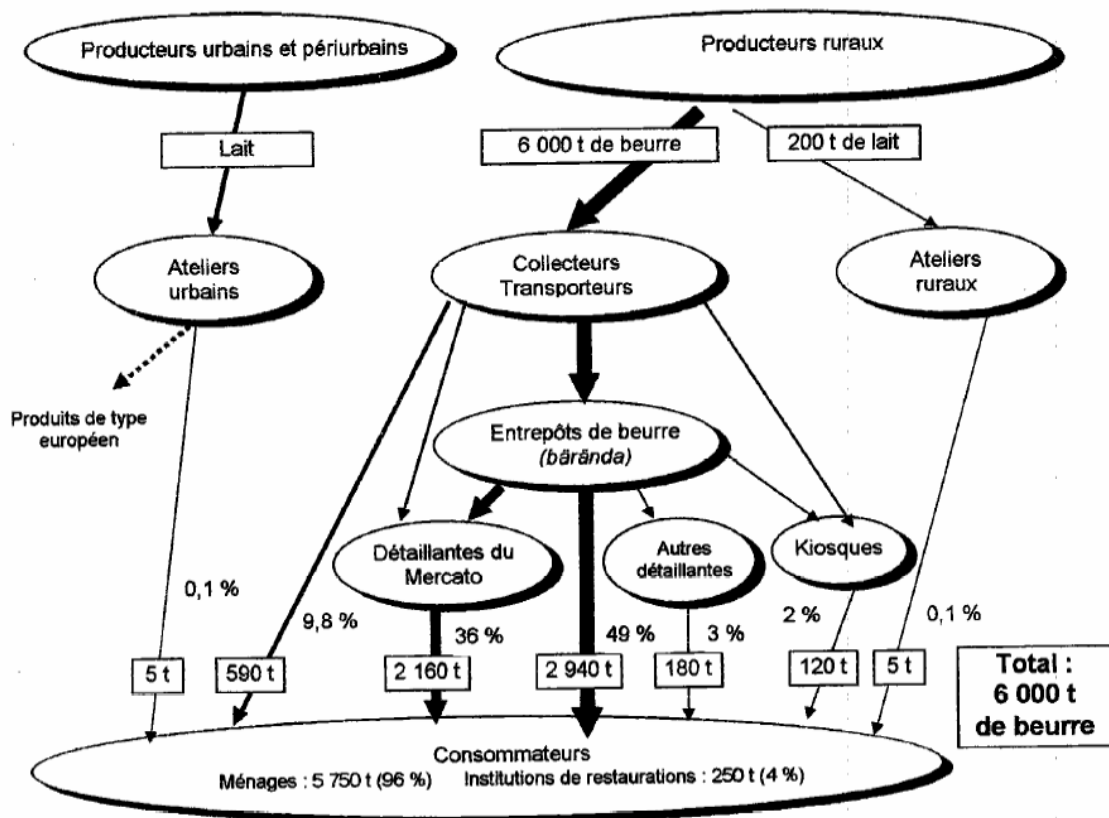 Producteurs urbains et périurbains
Producteurs ruraux
Lait
6 000 t de beurre
200 t de lait
Ateliers
urbains
Collecteurs
Transporteurs
Ateliers
ruraux
Produits de type
européen
Entrepôts de beurre
(bärända)
Détaillantes du
Mercato
Autres
détaillantes
Kiosques
0,1 %
9,8 %
36 %
49 %
3 %
2 %
0,1 %
5 t
590 t
2 160 t
2 940 t
180 t
120 t
5 t
Total :
6 000 t
de beurre
Consommateurs
Ménages : 5 750 t (96 %) Institutions de restaurations : 250 t (4 %)